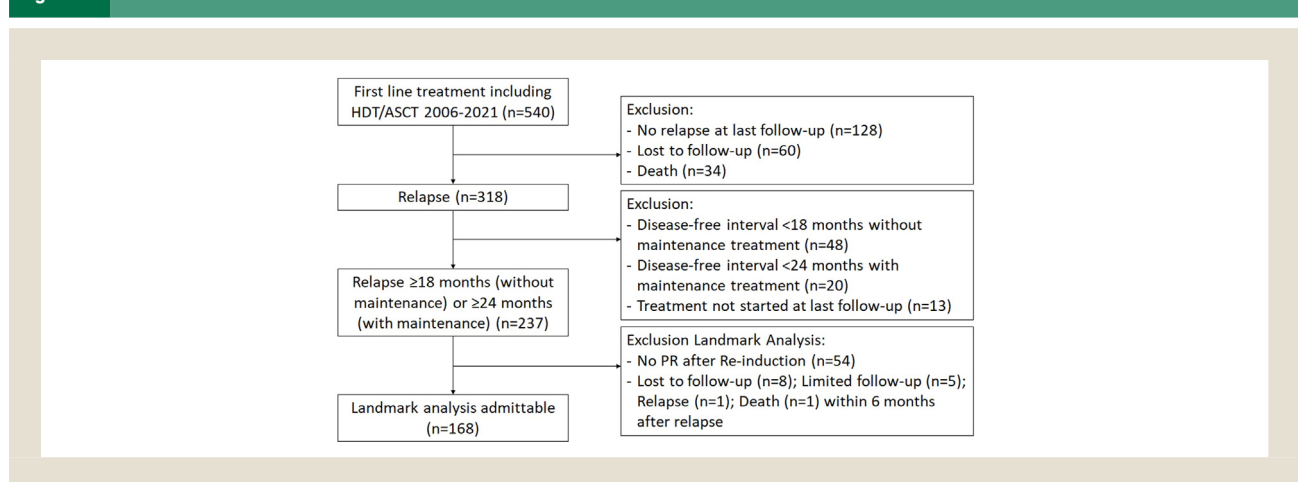 First line treatment including
HDT/ASCT 2006-2021 (n=540)
Exclusion:
- No relapse at last follow-up (n=128)
- Lost to follow-up (n=60)
- Death (n=34)
Relapse (n=318)
Exclusion:
- Disease-free interval <18 months without
maintenance treatment (n=48)
- Disease-free interval <24 months with
maintenance treatment (n=20)
- Treatment not started at last follow-up (n=13)
Relapse ≥18 months (without
maintenance) or ≥24 months
(with maintenance) (n=237)
Exclusion Landmark Analysis:
- No PR after Re-induction (n=54)
- Lost to follow-up (n=8); Limited follow-up (n=5);
Relapse (n=1); Death (n=1) within 6 months
after relapse
Landmark analysis admittable
(n=168)